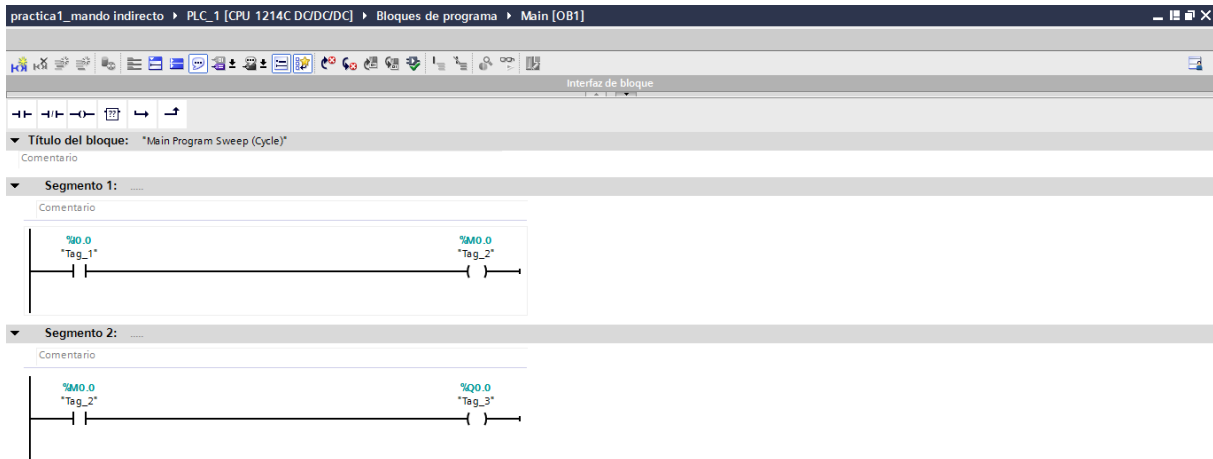 practica1_mando indirecto ▸ PLC_1 [CPU 1214C DC/DC/DC] ▸ Bloques de programa ▸ Main [OB1]
Interfaz de bloque
??
Título del bloque: "Main Program Sweep (Cycle)"
Comentario
Segmento 1: .....
Comentario
%I0.0 %M0.0
"Tag_1" "Tag_2"
Segmento 2: .....
Comentario
%M0.0 %Q0.0
"Tag_2" "Tag_3"